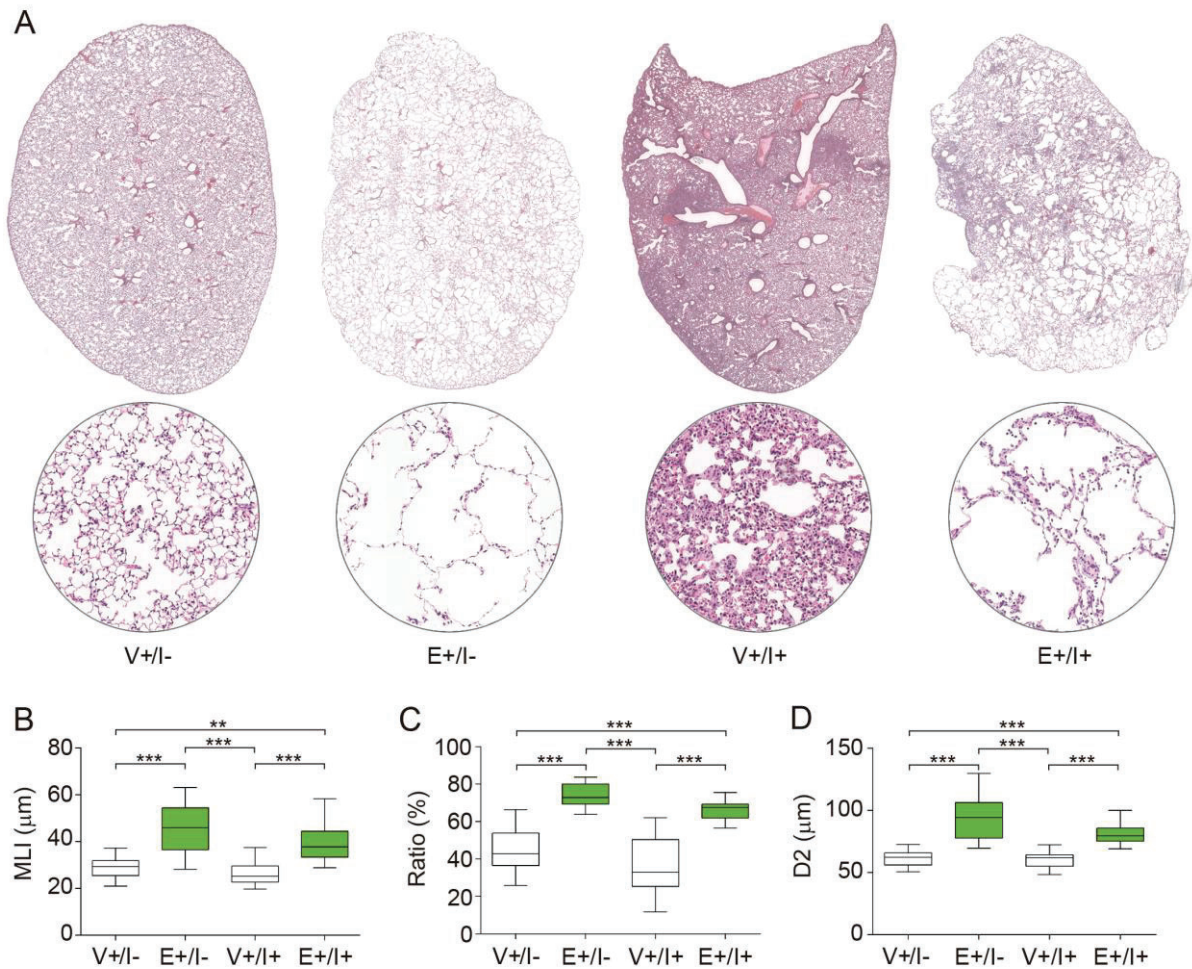 A
V+/I- E+/I- V+/I+ E+/I+
B
**
***
*** ***
MLI (μm)
80
60
40
20
0
V+/I- E+/I- V+/I+ E+/I+
C
***
***
*** ***
Ratio (%)
100
80
60
40
20
0
V+/I- E+/I- V+/I+ E+/I+
D
***
***
*** ***
D2 (μm)
150
100
50
0
V+/I- E+/I- V+/I+ E+/I+